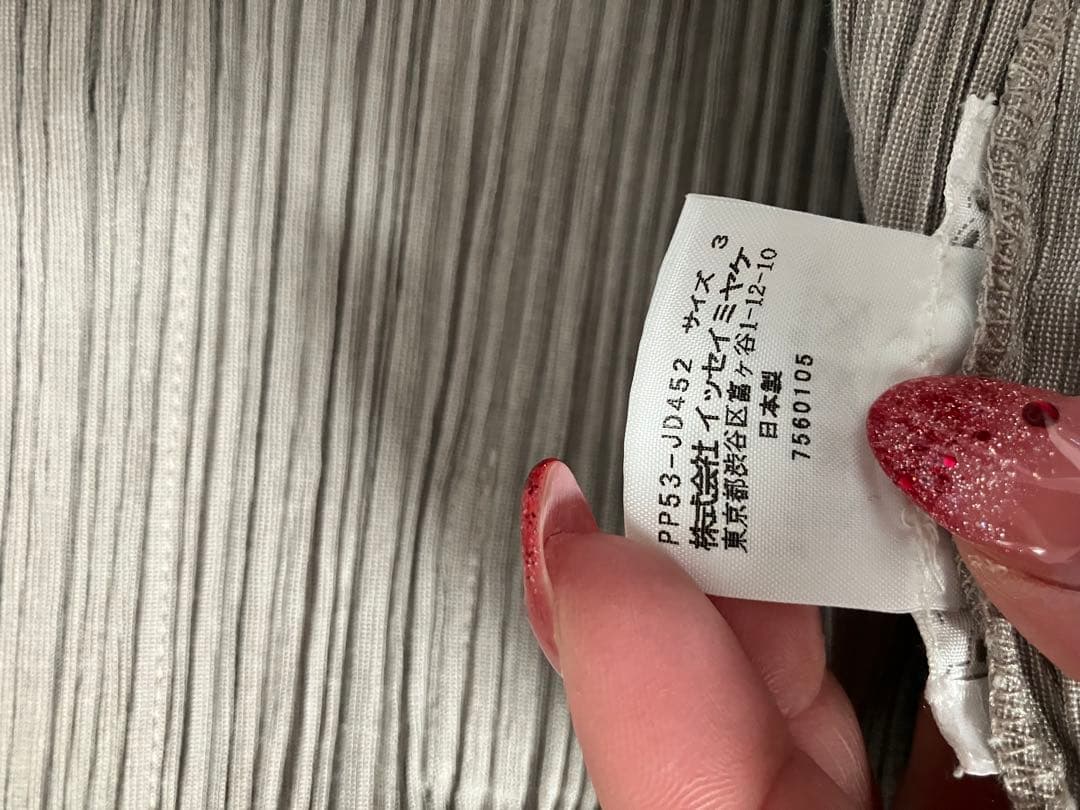 PP53-JD452 サイズ 3
株式会社イッセイミヤケ
東京都渋谷区富ヶ谷1-12-10
日本製
7560105